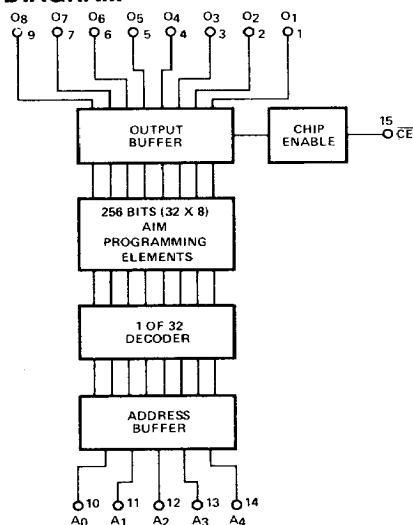 DIAGRAM
O8 O7 O6 O5 O4 O3 O2 O1
9 7 6 5 4 3 2 1
OUTPUT
BUFFER
CHIP
ENABLE
15
CE
256 BITS (32 X 8)
AIM
PROGRAMMING
ELEMENTS
1 OF 32
DECODER
ADDRESS
BUFFER
10 11 12 13 14
A0 A1 A2 A3 A4